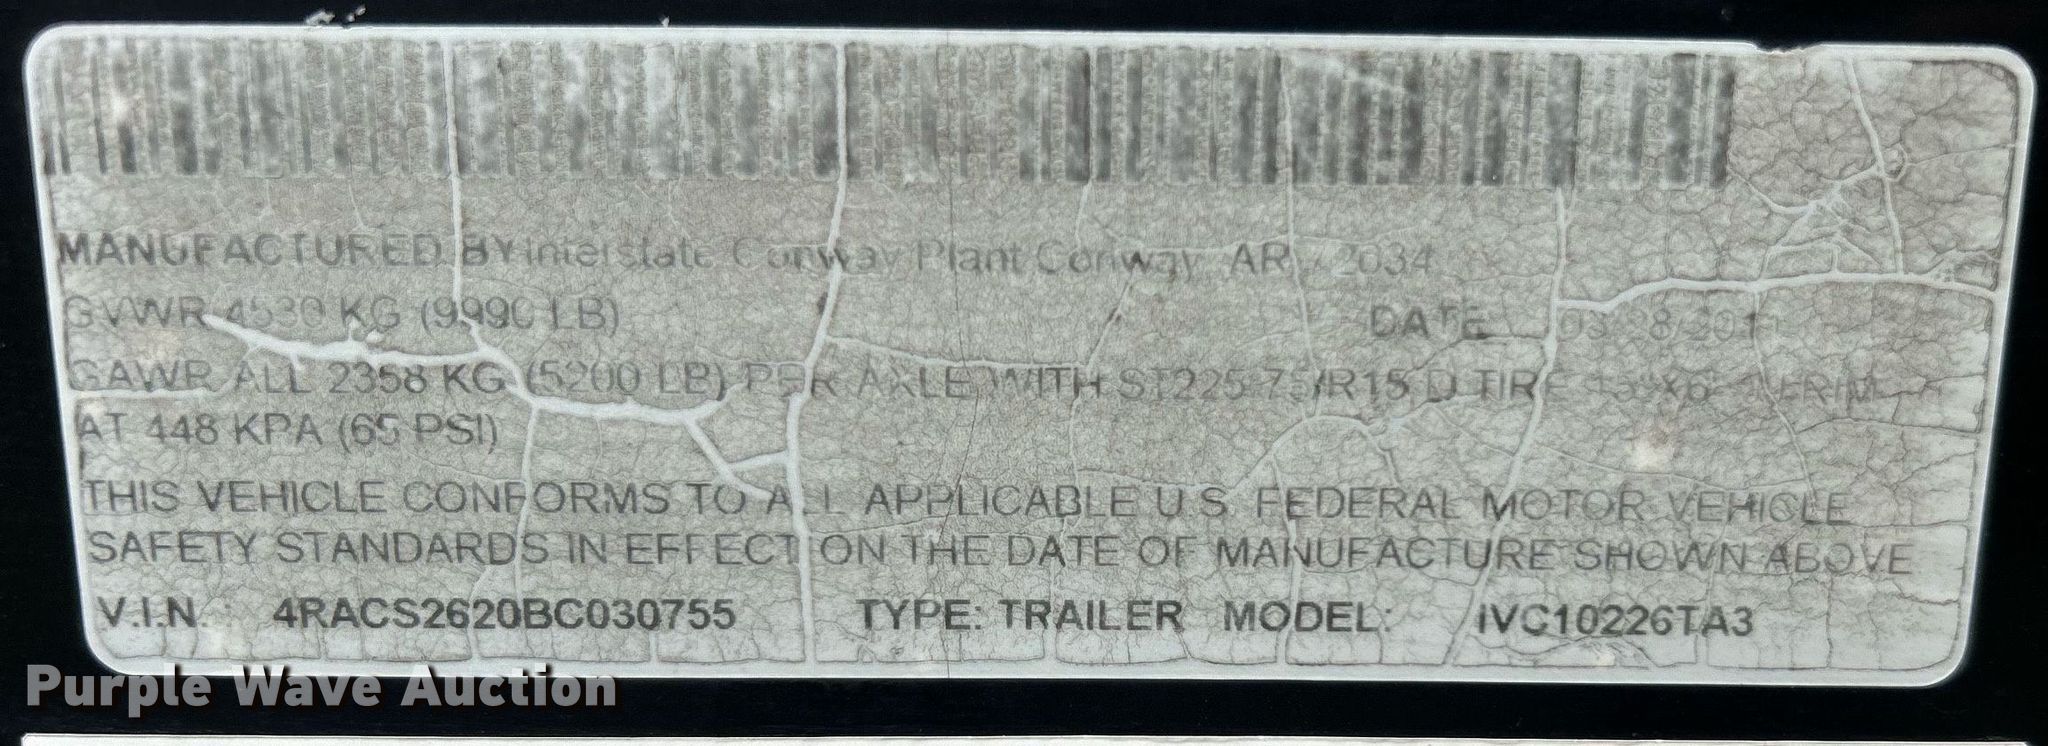 MANUFACTURED BY Interstate Conway Plant Conway AR 72034
GVWR 4530 KG (9990 LB) DATE
GAWR ALL 2358 KG (5200 LB) PER AXLE WITH ST225 75/R15 D TIRE
AT 448 KPA (65 PSI)
THIS VEHICLE CONFORMS TO ALL APPLICABLE U.S. FEDERAL MOTOR VEHICLE
SAFETY STANDARDS IN EFFECT ON THE DATE OF MANUFACTURE SHOWN ABOVE
V.I.N. : 4RACS2620BC030755 TYPE: TRAILER MODEL: IVC10226TA3
Purple Wave Auction